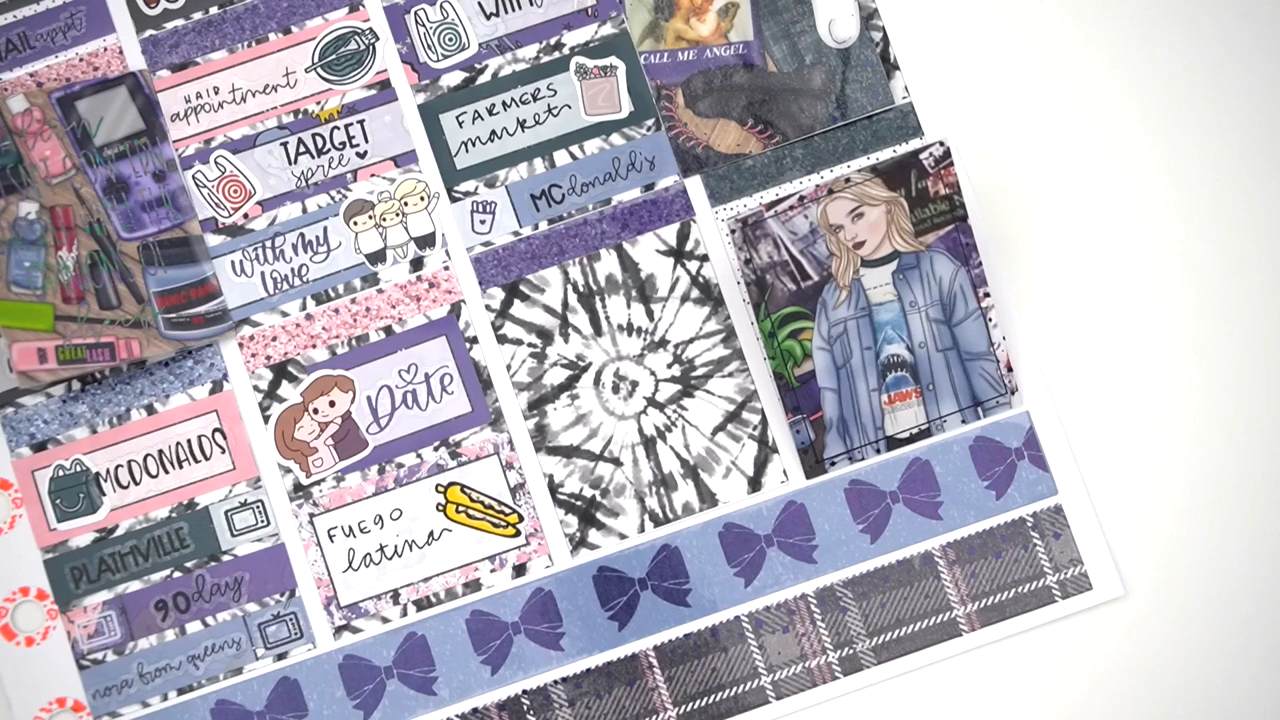 NAIL appt
HAIR
appointment
TARGET
spree
With my
love
GREAT LASH
MCDONALDS
PLATHVILLE
90 day
nora from queens
Date
FUEGO
latina
WITH
FARMERS
market
MCdonald's
CALL ME ANGEL
JAWS